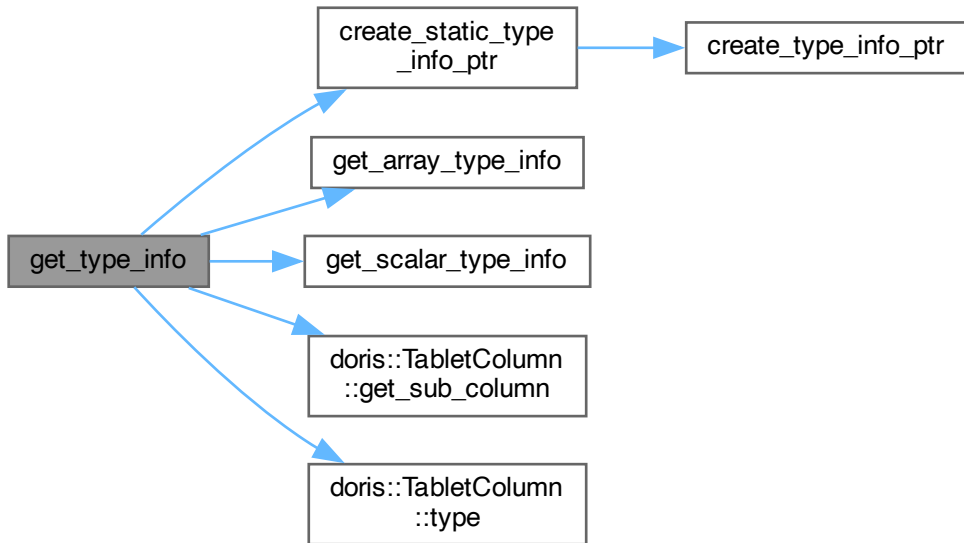 create_static_type
_info_ptr
create_type_info_ptr
get_array_type_info
get_type_info
get_scalar_type_info
doris::TabletColumn
::get_sub_column
doris::TabletColumn
::type